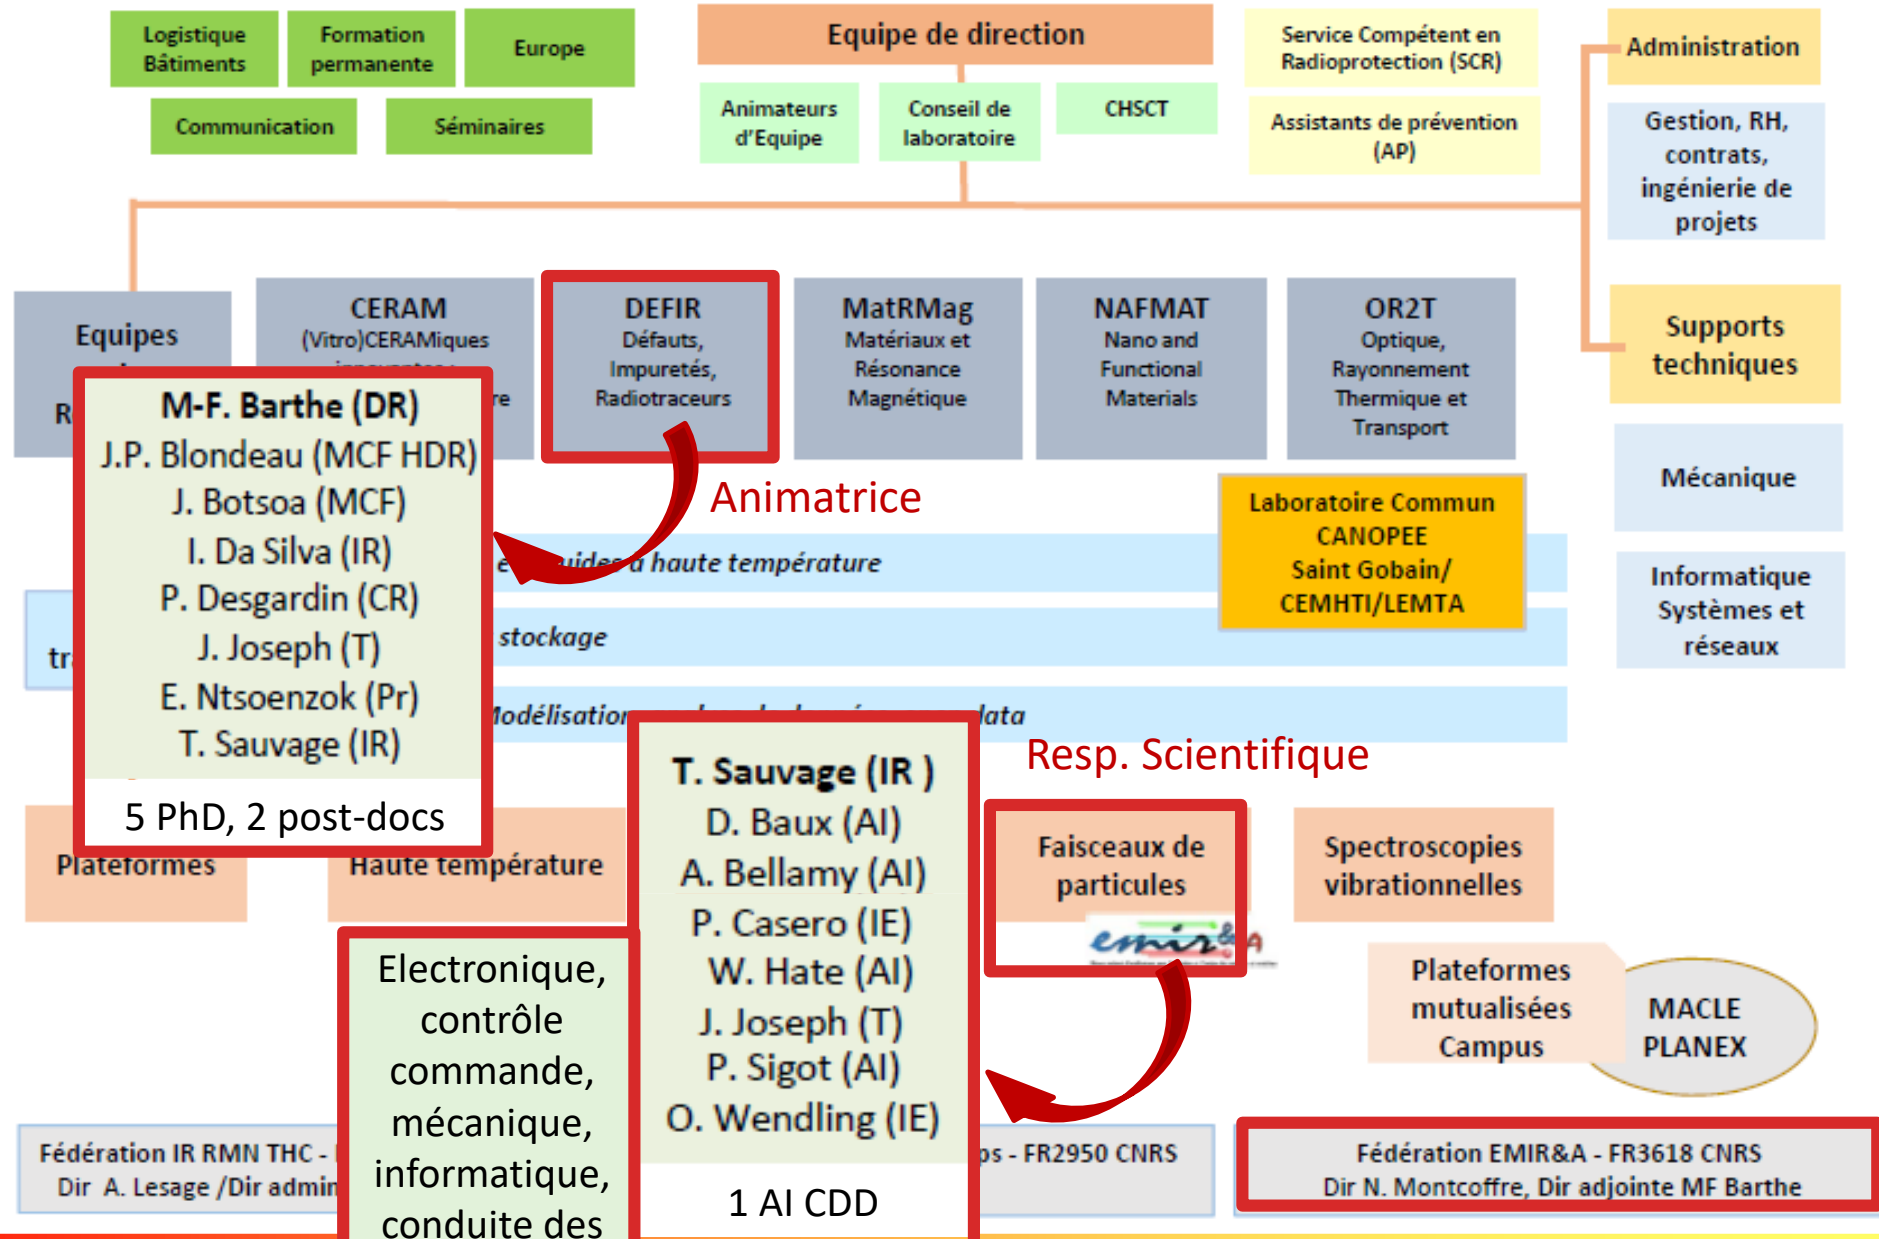 Logistique
Bâtiments
Formation
permanente
Europe
Communication
Séminaires
Equipe de direction
Animateurs
d'Equipe
Conseil de
laboratoire
CHSCT
Service Compétent en
Radioprotection (SCR)
Assistants de prévention
(AP)
Administration
Gestion, RH,
contrats,
ingénierie de
projets
Equipes
CERAM
(Vitro)CERAMiques
DEFIR
Défauts,
Impuretés,
Radiotraceurs
MatRMag
Matériaux et
Résonance
Magnétique
NAFMAT
Nano and
Functional
Materials
OR2T
Optique,
Rayonnement
Thermique et
Transport
Supports
techniques
Mécanique
Informatique
Systèmes et
réseaux
M-F. Barthe (DR)
J.P. Blondeau (MCF HDR)
J. Botsoa (MCF)
I. Da Silva (IR)
P. Desgardin (CR)
J. Joseph (T)
E. Ntsoenzok (Pr)
T. Sauvage (IR)
5 PhD, 2 post-docs
Animatrice
à haute température
stockage
Laboratoire Commun
CANOPEE
Saint Gobain/
CEMHTI/LEMTA
Resp. Scientifique
T. Sauvage (IR )
D. Baux (AI)
A. Bellamy (AI)
P. Casero (IE)
W. Hate (AI)
J. Joseph (T)
P. Sigot (AI)
O. Wendling (IE)
1 AI CDD
Plateformes
Haute température
Faisceaux de
particules
emir&A
Spectroscopies
vibrationnelles
Electronique,
contrôle
commande,
mécanique,
informatique,
conduite des
Plateformes
mutualisées
Campus
MACLE
PLANEX
Fédération IR RMN THC -
Dir A. Lesage /Dir admin
- FR2950 CNRS
Fédération EMIR&A - FR3618 CNRS
Dir N. Montcoffre, Dir adjointe MF Barthe